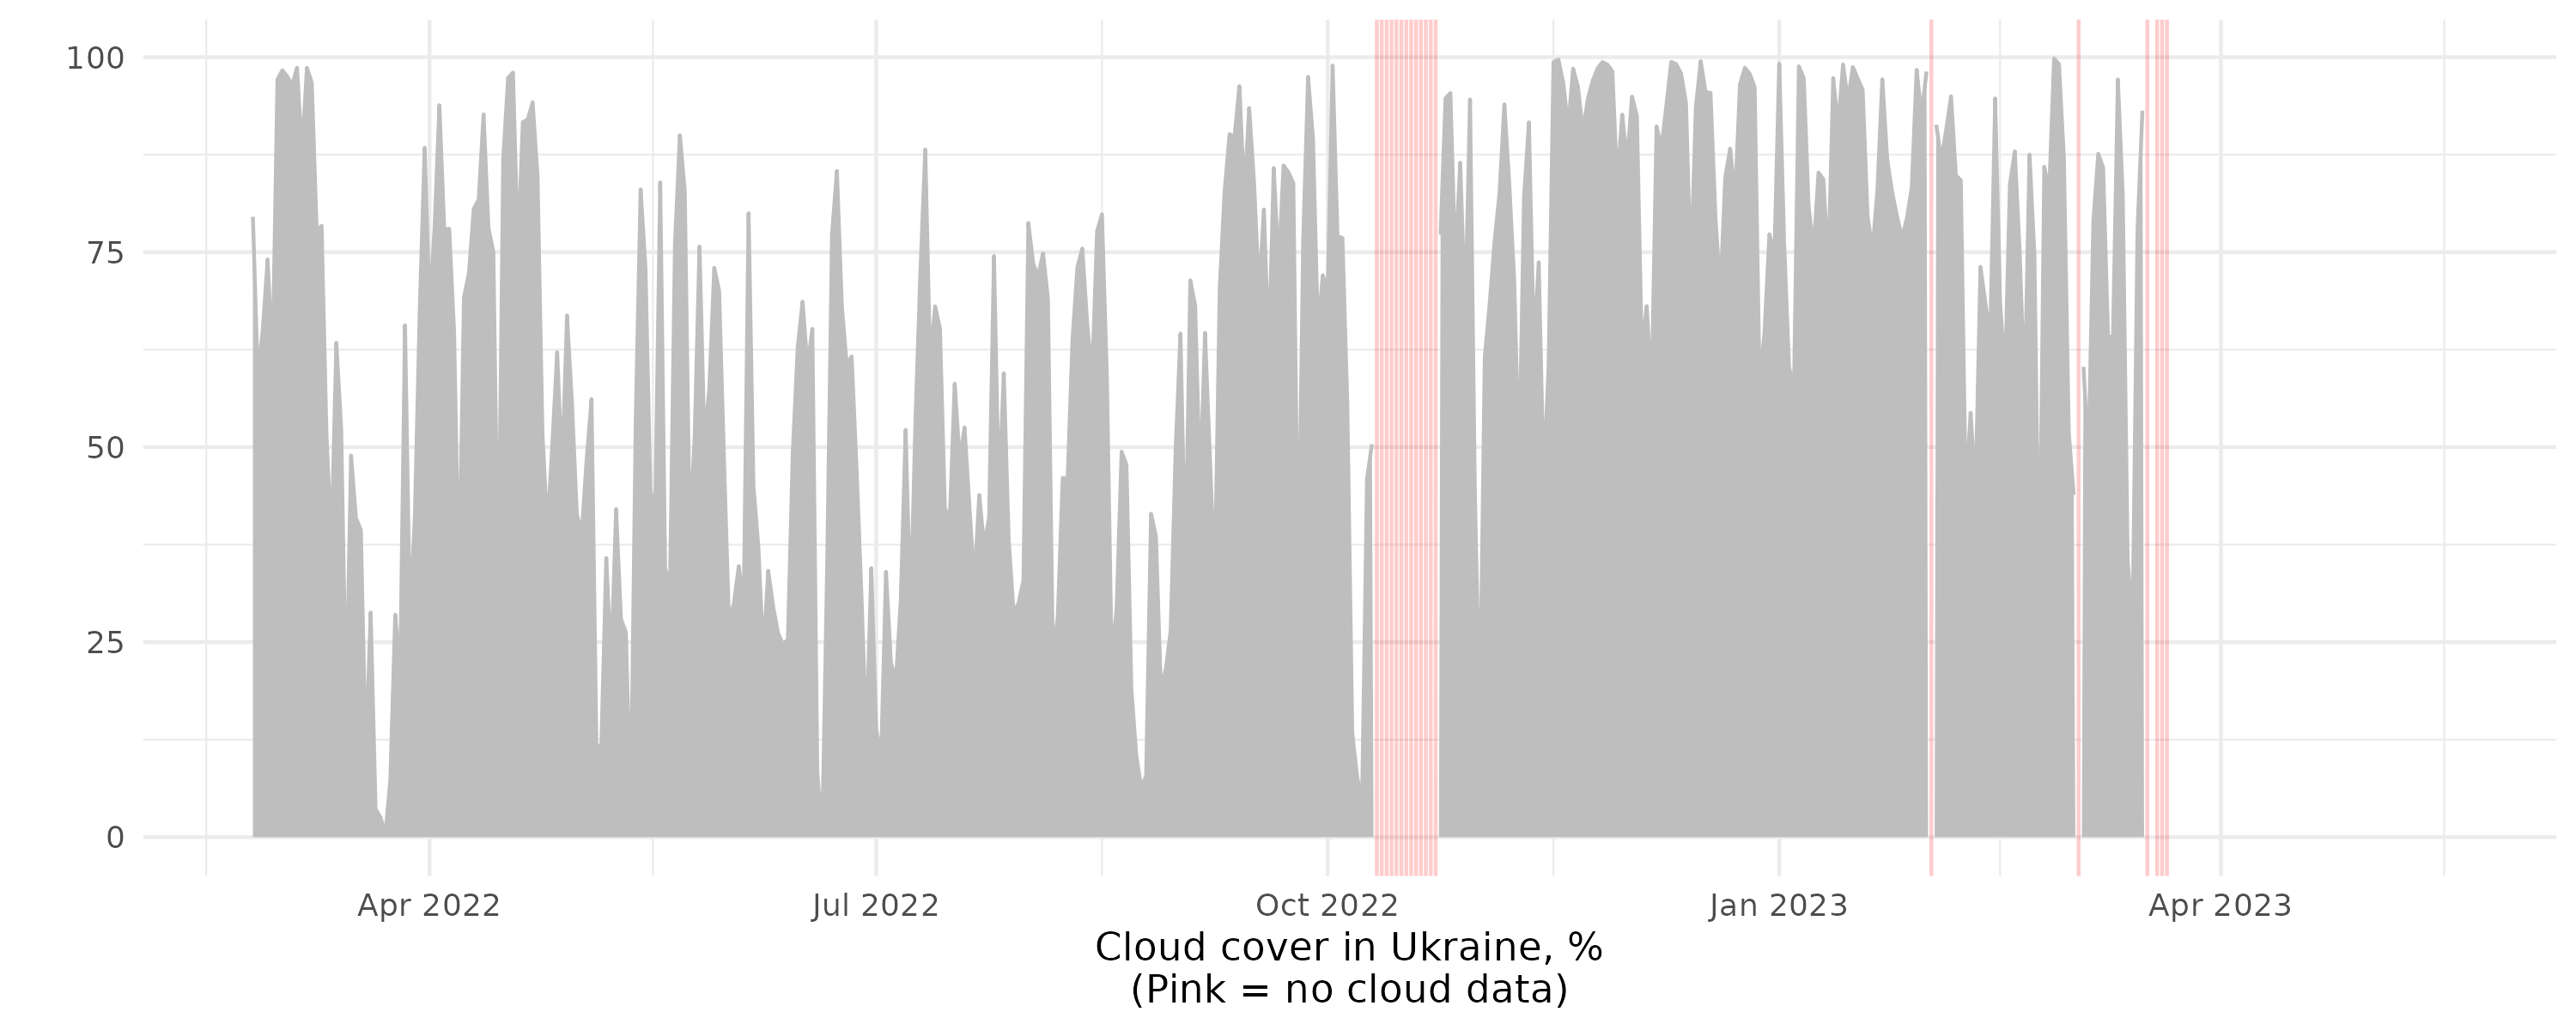 100
75
50
25
0
Apr 2022
Jul 2022
Oct 2022
Jan 2023
Apr 2023
Cloud cover in Ukraine, %
(Pink = no cloud data)